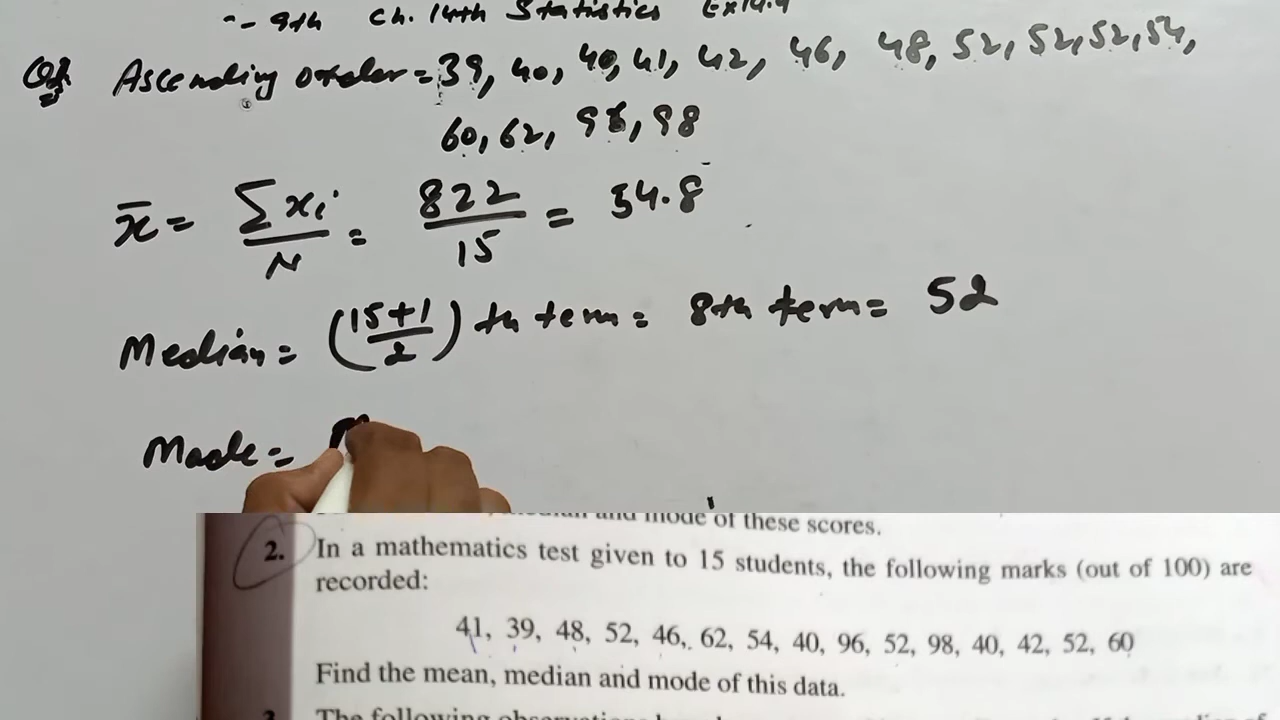 9th Ch. 14th Statistics Ex14.4
Q2 Ascending order = 39, 40, 40, 41, 42, 46, 48, 52, 52, 52, 54,
60, 62, 96, 98
x̄ = Σxi/N = 822/15 = 54.8
Median = (15+1/2)th term = 8th term = 52
Mode =
and mode of these scores.
2. In a mathematics test given to 15 students, the following marks (out of 100) are
recorded:
41, 39, 48, 52, 46, 62, 54, 40, 96, 52, 98, 40, 42, 52, 60
Find the mean, median and mode of this data.
3. The following